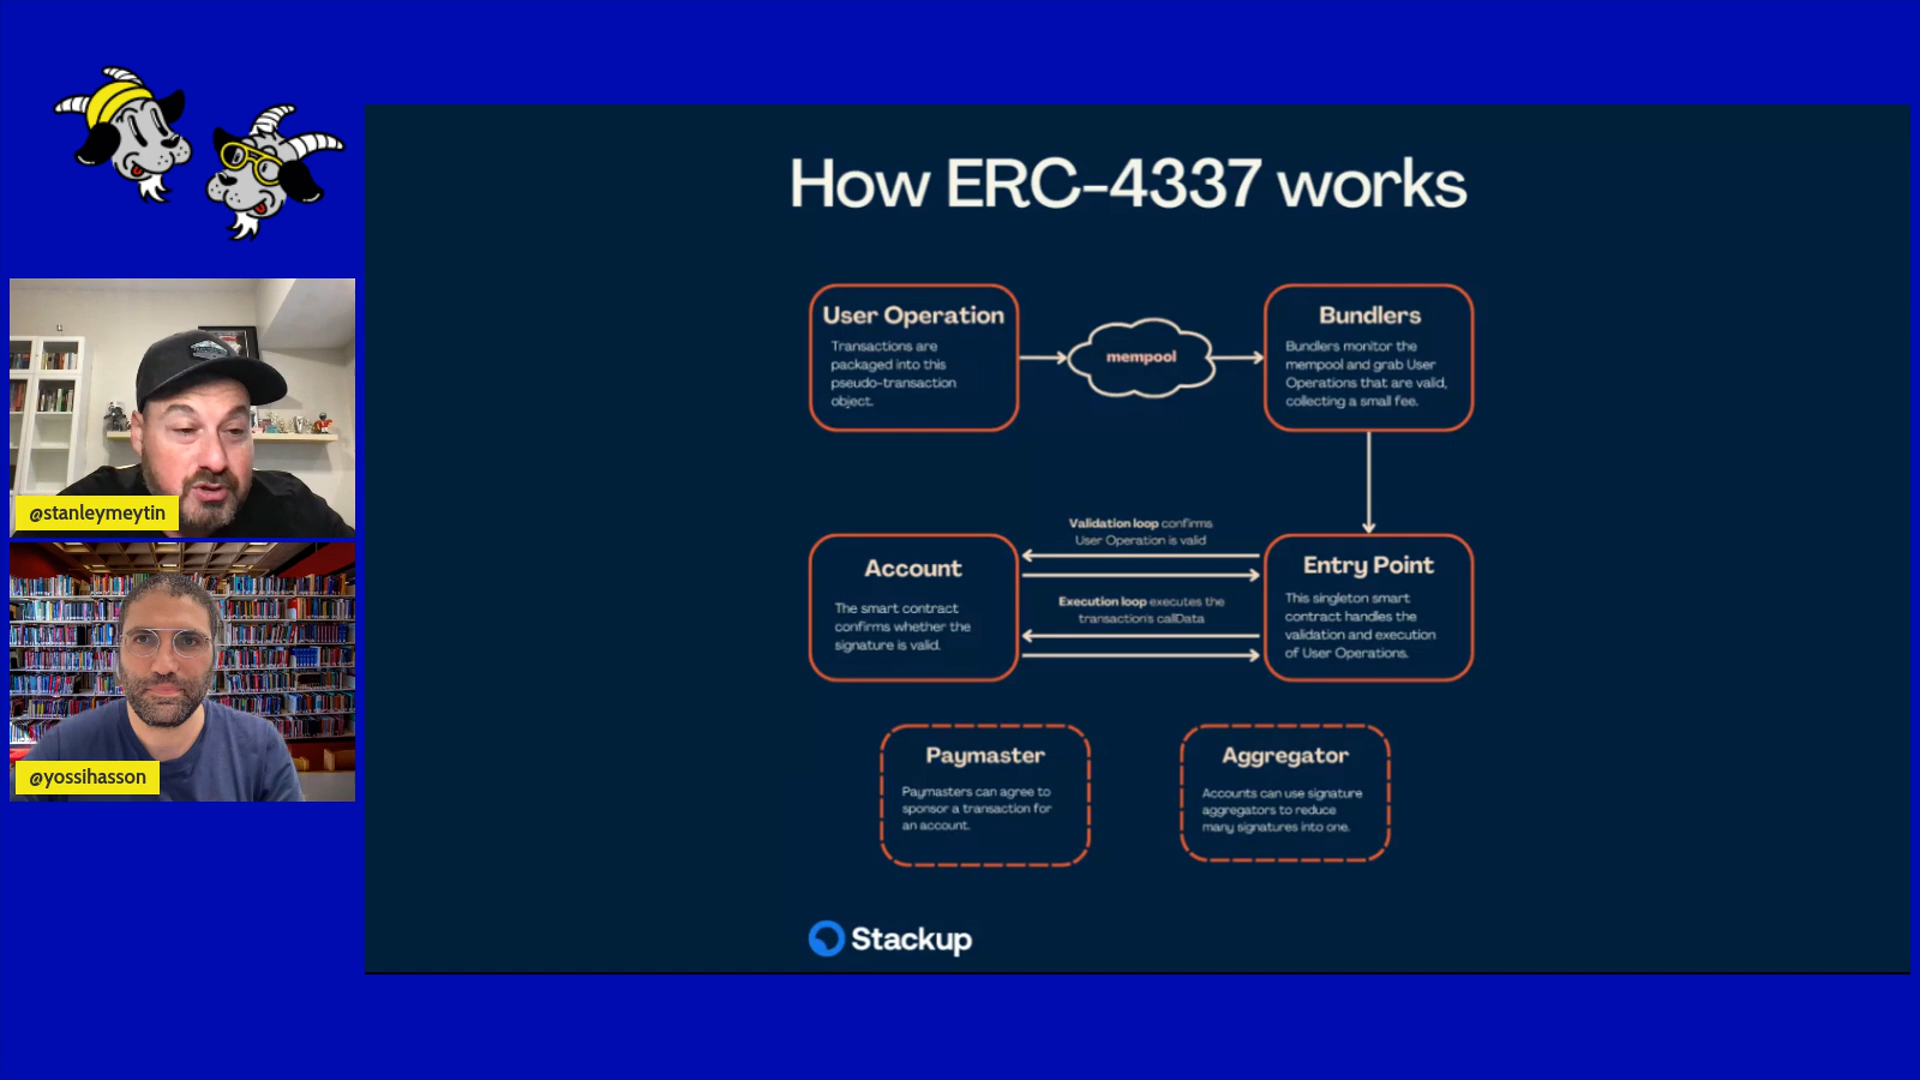 How ERC-4337 works
User Operation
Transactions are
packaged into this
pseudo-transaction
object.
mempool
Bundlers
Bundlers monitor the
mempool and grab User
Operations that are valid,
collecting a small fee.
@stanleymeytin
Validation loop confirms
User Operation is valid
Account
The smart contract
confirms whether the
signature is valid.
Execution loop executes the
transaction's callData
Entry Point
This singleton smart
contract handles the
validation and execution
of User Operations.
@yossihasson
Paymaster
Paymasters can agree to
sponsor a transaction for
an account.
Aggregator
Accounts can use signature
aggregators to reduce
many signatures into one.
Stackup